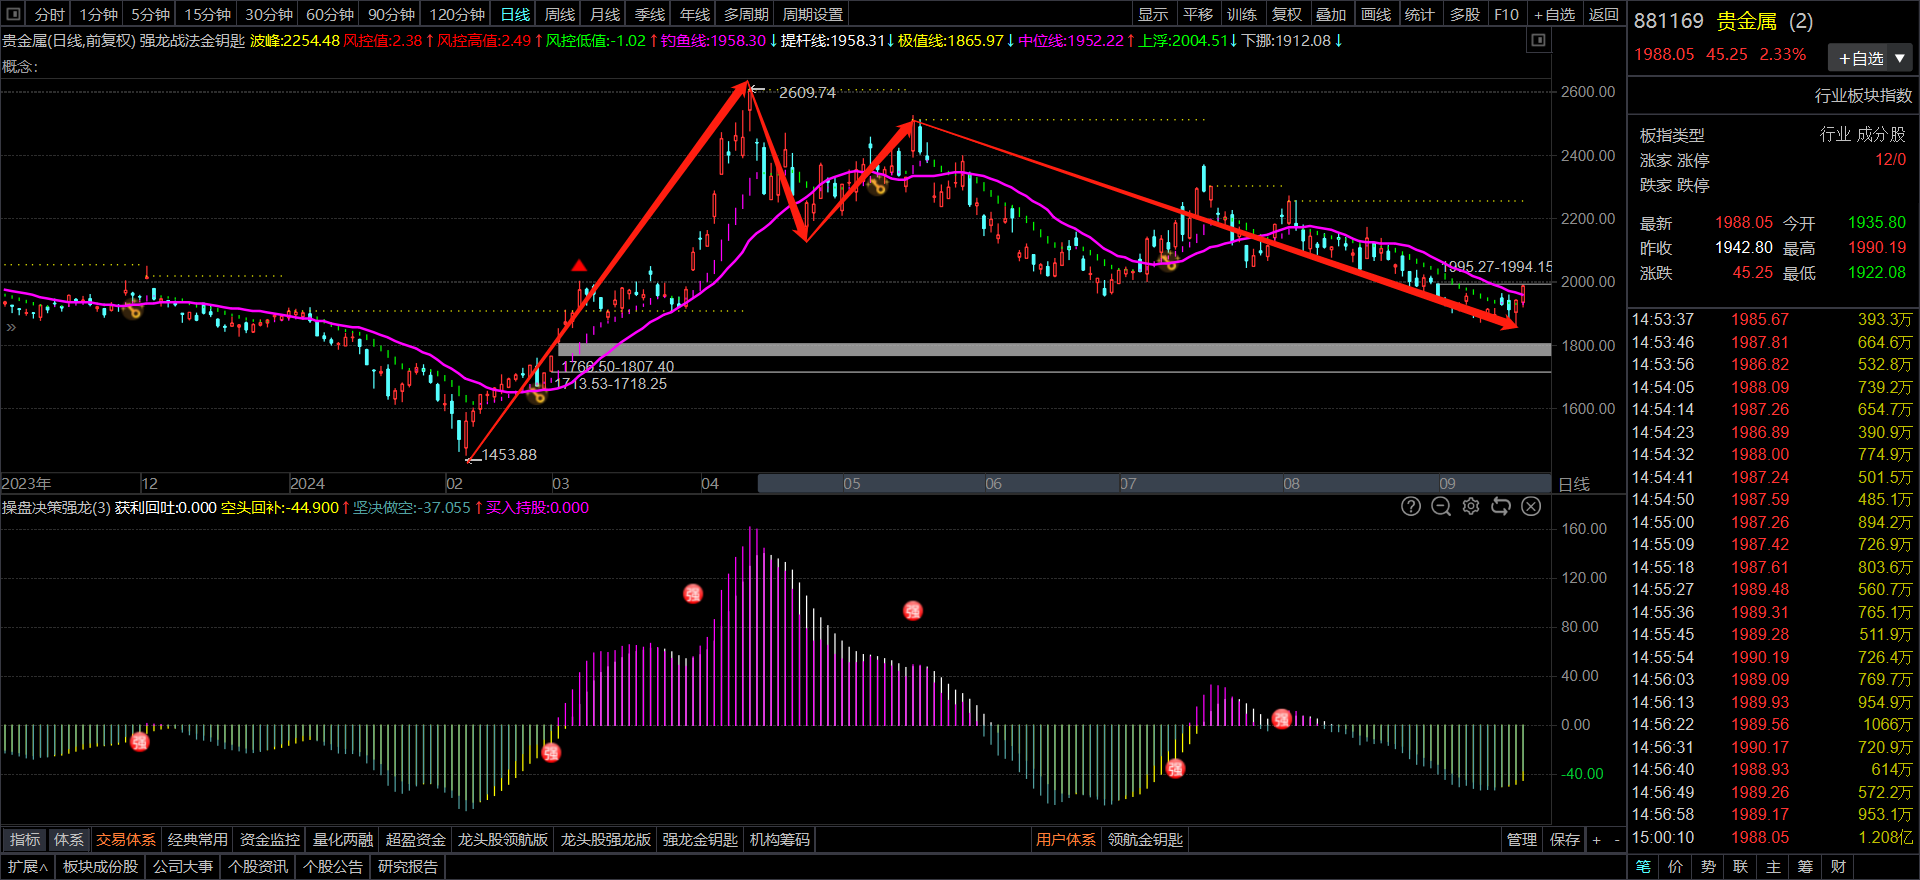 分时 1分钟 5分钟 15分钟 30分钟 60分钟 90分钟 120分钟 日线 周线 月线 季线 年线 多周期 周期设置 显示 平移 训练 复权 叠加 画线 统计 多股 F10 +自选 返回
881169 贵金属 (2)
贵金属(日线,前复权) 强龙战法金钥匙 波峰:2254.48 风控值:2.38↑ 风控高值:2.49↑ 风控低值:-1.02↑ 钓鱼线:1958.30↓ 提杆线:1958.31↓ 极值线:1865.97↓ 中位线:1952.22↑ 上浮:2004.51↓ 下挪:1912.08↓
1988.05 45.25 2.33% +自选 ▼
概念:
行业板块指数
板指类型 行业 成分股
涨家 涨停 12/0
跌家 跌停
最新 1988.05 今开 1935.80
昨收 1942.80 最高 1990.19
涨跌 45.25 最低 1922.08
2600.00
2400.00
2200.00
2000.00
1800.00
1600.00
2609.74
1995.27-1994.15
»
1766.50-1807.40
1713.53-1718.25
1453.88
2023年 12 2024 02 03 04 05 06 07 08 09 日线
操盘决策强龙(3) 获利回吐:0.000 空头回补:-44.900↑ 坚决做空:-37.055↑ 买入持股:0.000
160.00
120.00
80.00
40.00
0.00
-40.00
强
强
强
强
强
强
强
14:53:37 1985.67 393.3万
14:53:46 1987.81 664.6万
14:53:56 1986.82 532.8万
14:54:05 1988.09 739.2万
14:54:14 1987.26 654.7万
14:54:23 1986.89 390.9万
14:54:32 1988.00 774.9万
14:54:41 1987.24 501.5万
14:54:50 1987.59 485.1万
14:55:00 1987.26 894.2万
14:55:09 1987.42 726.9万
14:55:18 1987.61 803.6万
14:55:27 1989.48 560.7万
14:55:36 1989.31 765.1万
14:55:45 1989.28 511.9万
14:55:54 1990.19 726.4万
14:56:03 1989.09 769.7万
14:56:13 1989.93 954.9万
14:56:22 1989.56 1066万
14:56:31 1990.17 720.9万
14:56:40 1988.93 614万
14:56:49 1989.26 572.2万
14:56:58 1989.17 953.1万
15:00:10 1988.05 1.208亿
指标 体系 交易体系 经典常用 资金监控 量化两融 超盈资金 龙头股领航版 龙头股强龙版 强龙金钥匙 机构筹码 用户体系 领航金钥匙 管理 保存 + -
扩展∧ 板块成份股 公司大事 个股资讯 个股公告 研究报告 笔 价 势 联 主 筹 财